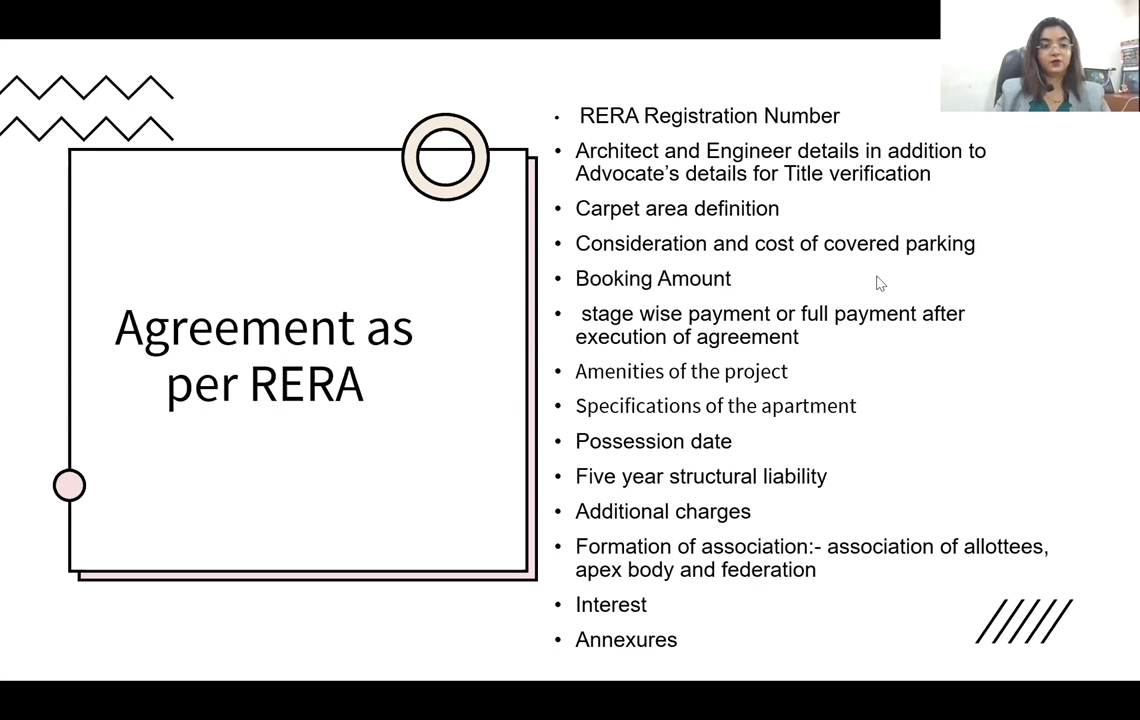 Agreement as
per RERA
RERA Registration Number
Architect and Engineer details in addition to
Advocate’s details for Title verification
Carpet area definition
Consideration and cost of covered parking
Booking Amount
stage wise payment or full payment after
execution of agreement
Amenities of the project
Specifications of the apartment
Possession date
Five year structural liability
Additional charges
Formation of association:- association of allottees,
apex body and federation
Interest
Annexures